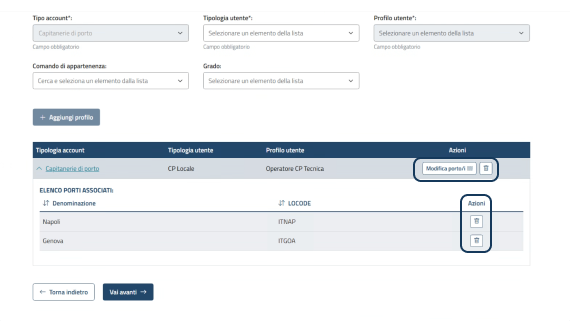 Tipo account*: Tipologia utente*: Profilo utente*:
Capitanerie di porto Selezionare un elemento della lista Selezionare un elemento della lista
Campo obbligatorio Campo obbligatorio Campo obbligatorio
Comando di appartenenza: Grado:
Cerca e seleziona un elemento dalla lista Selezionare un elemento della lista
+ Aggiungi profilo
Tipologia account Tipologia utente Profilo utente Azioni
Capitanerie di porto CP Locale Operatore CP Tecnica Modifica porto/i
ELENCO PORTI ASSOCIATI:
↓↑ Denominazione ↓↑ LOCODE Azioni
Napoli ITNAP
Genova ITGOA
← Torna indietro Vai avanti →